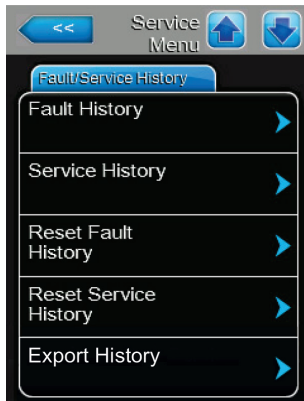 <<
Service
Menu
Fault/Service History
Fault History
Service History
Reset Fault
History
Reset Service
History
Export History